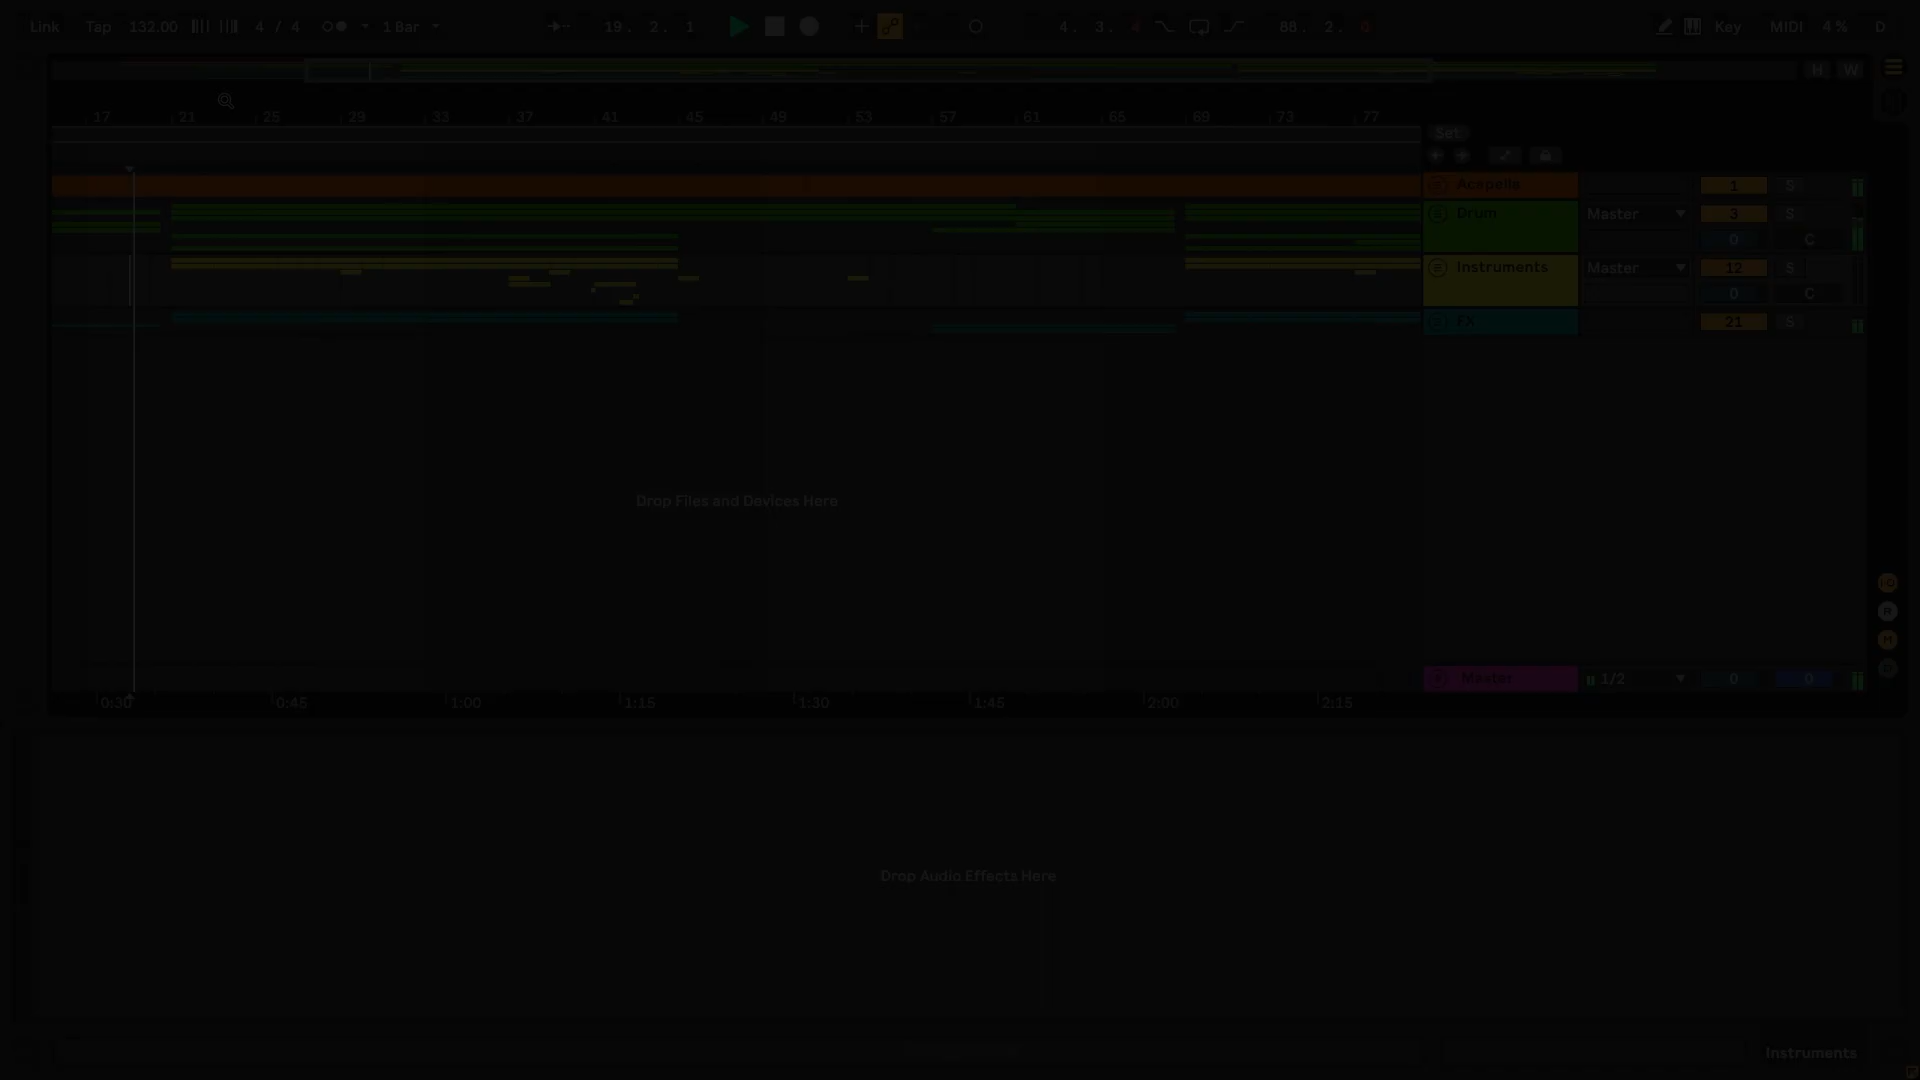 Link Tap 132.00 4 / 4 1 Bar 19. 2. 1 4. 3. 4 88. 2. 0 Key MIDI 4 % D
H W
17 21 25 29 33 37 41 45 49 53 57 61 65 69 73 77
Set
Acapella 1 S
Drum Master 3 S
0 C
Instruments Master 12 S
0 C
FX 21 S
Drop Files and Devices Here
Master 1/2 0 0
0:30 0:45 1:00 1:15 1:30 1:45 2:00 2:15
Drop Audio Effects Here
Instruments